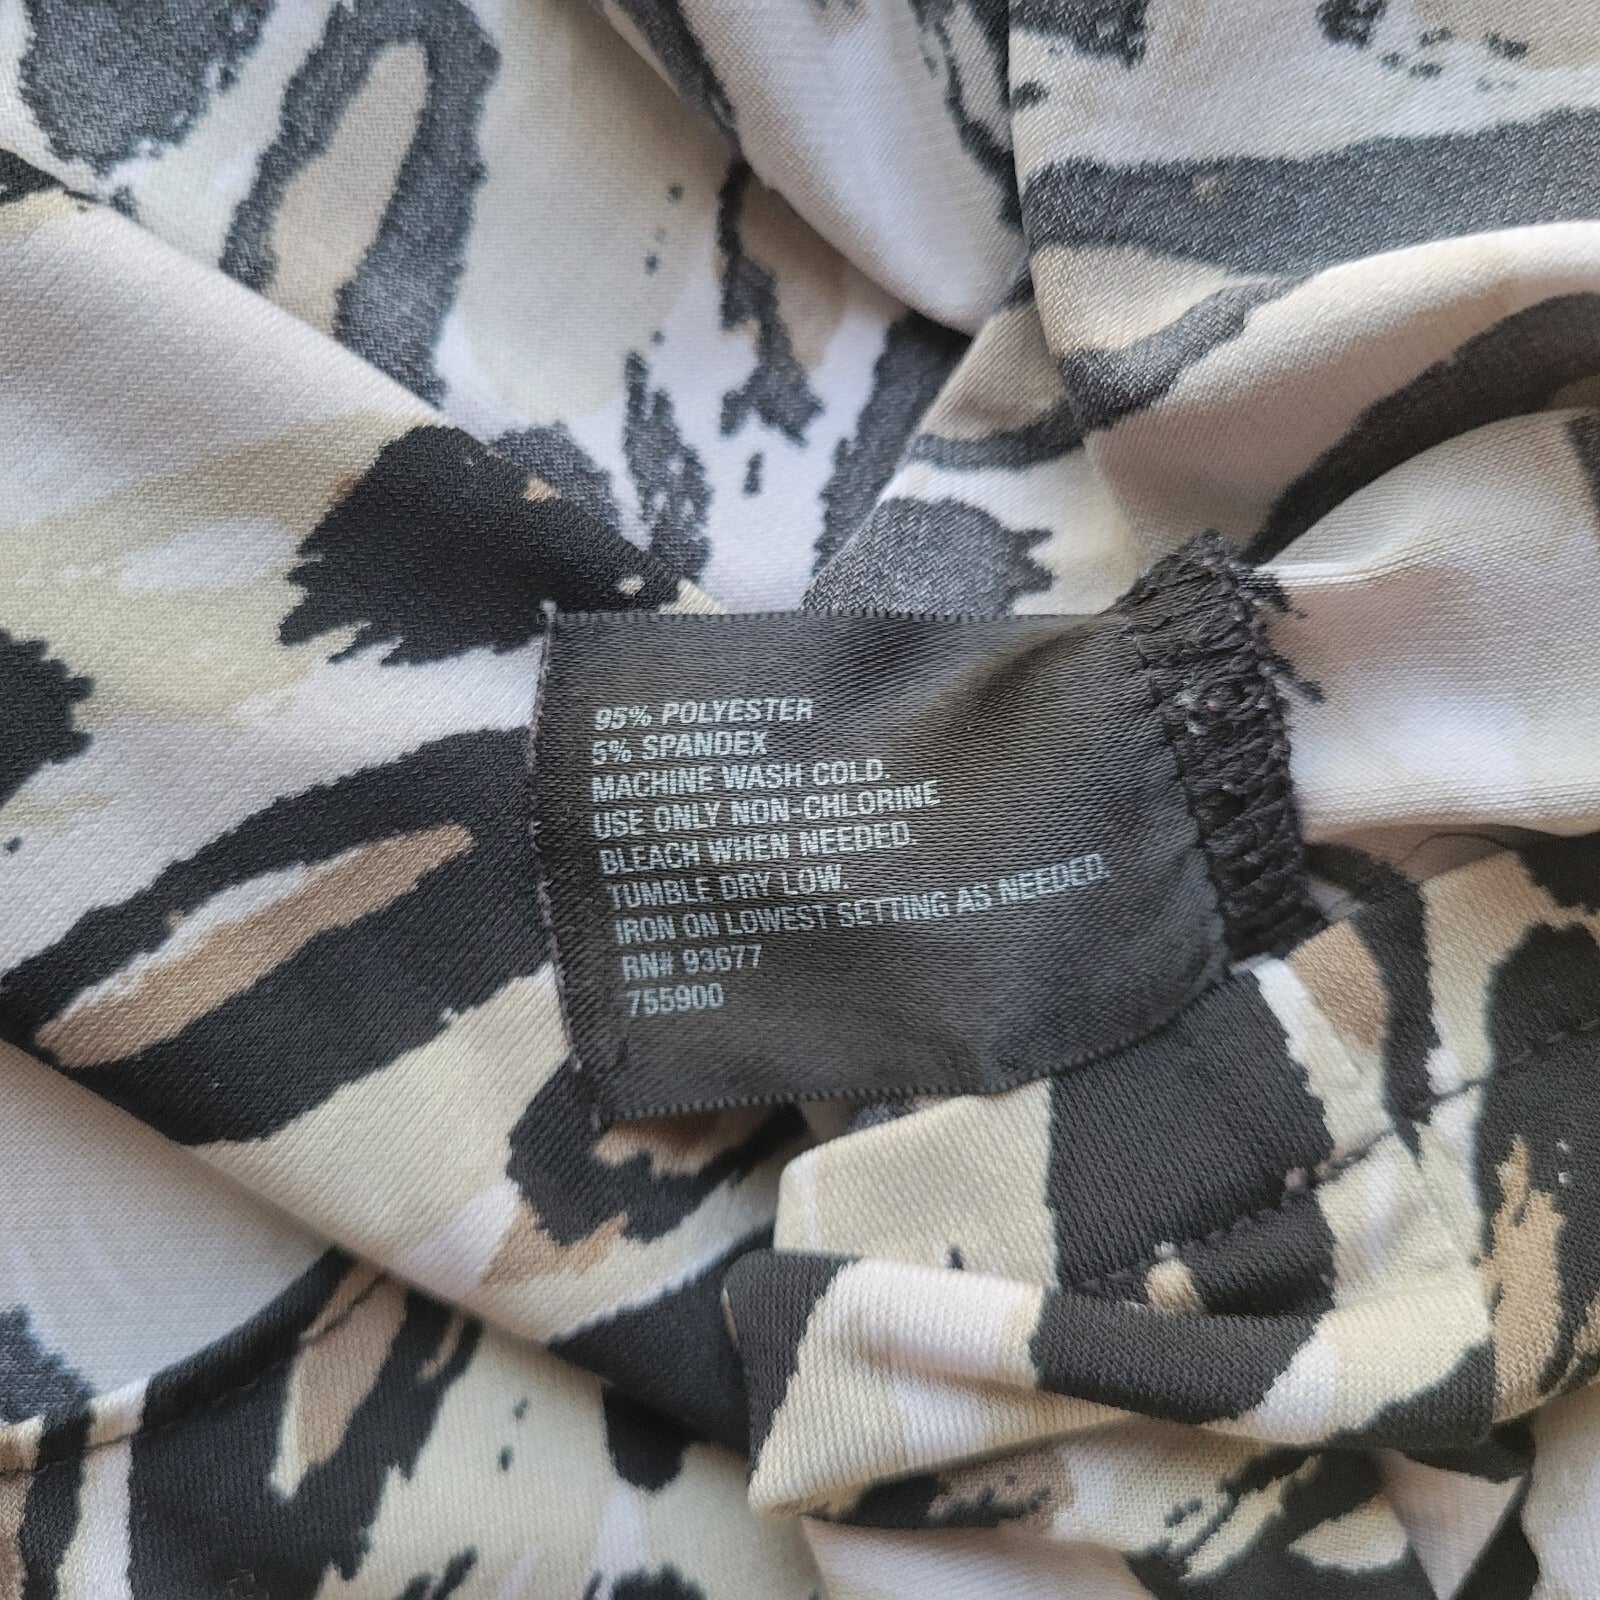 95% POLYESTER
5% SPANDEX
MACHINE WASH COLD.
USE ONLY NON-CHLORINE
BLEACH WHEN NEEDED.
TUMBLE DRY LOW.
IRON ON LOWEST SETTING AS NEEDED.
RN# 93677
755900